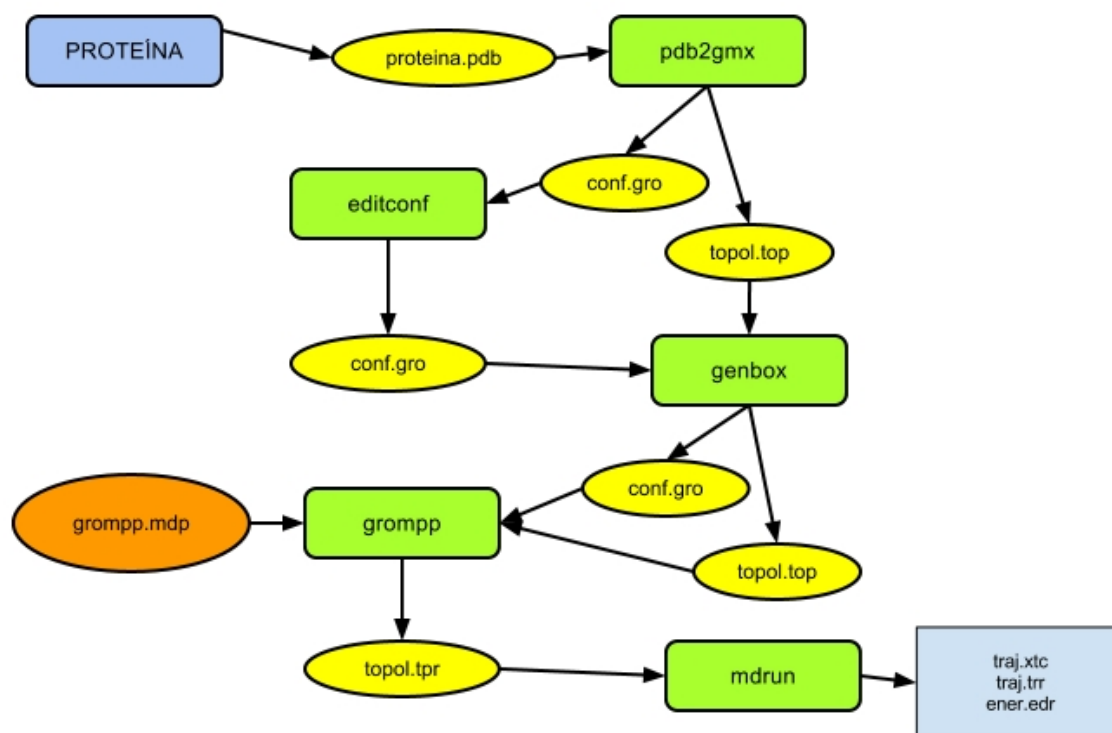 PROTEÍNA
proteina.pdb
pdb2gmx
conf.gro
editconf
topol.top
conf.gro
genbox
conf.gro
grompp.mdp
grompp
topol.top
topol.tpr
mdrun
traj.xtc
traj.trr
ener.edr